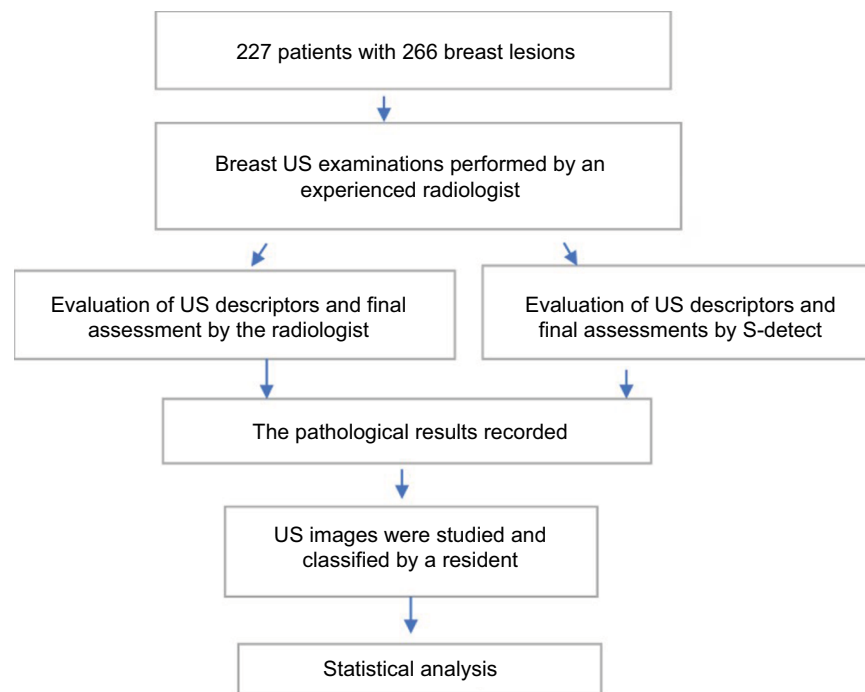 227 patients with 266 breast lesions
Breast US examinations performed by an
experienced radiologist
Evaluation of US descriptors and final
assessment by the radiologist
Evaluation of US descriptors and
final assessments by S-detect
The pathological results recorded
US images were studied and
classified by a resident
Statistical analysis